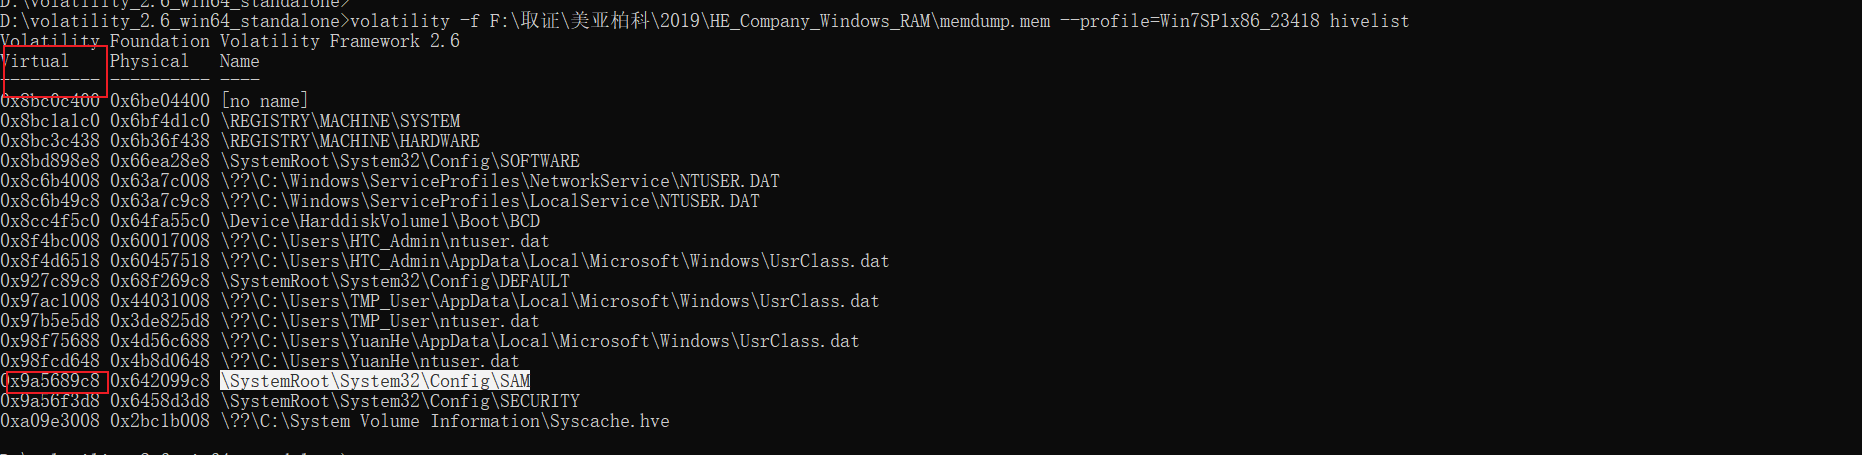 D:\volatility_2.6_win64_standalone>
D:\volatility_2.6_win64_standalone>volatility -f F:\取证\美亚柏科\2019\HE_Company_Windows_RAM\memdump.mem --profile=Win7SP1x86_23418 hivelist
Volatility Foundation Volatility Framework 2.6
Virtual    Physical   Name
---------- ---------- ----
0x8bc0c400 0x6be04400 [no name]
0x8bc1a1c0 0x6bf4d1c0 \REGISTRY\MACHINE\SYSTEM
0x8bc3c438 0x6b36f438 \REGISTRY\MACHINE\HARDWARE
0x8bd898e8 0x66ea28e8 \SystemRoot\System32\Config\SOFTWARE
0x8c6b4008 0x63a7c008 \??\C:\Windows\ServiceProfiles\NetworkService\NTUSER.DAT
0x8c6b49c8 0x63a7c9c8 \??\C:\Windows\ServiceProfiles\LocalService\NTUSER.DAT
0x8cc4f5c0 0x64fa55c0 \Device\HarddiskVolume1\Boot\BCD
0x8f4bc008 0x60017008 \??\C:\Users\HTC_Admin\ntuser.dat
0x8f4d6518 0x60457518 \??\C:\Users\HTC_Admin\AppData\Local\Microsoft\Windows\UsrClass.dat
0x927c89c8 0x68f269c8 \SystemRoot\System32\Config\DEFAULT
0x97ac1008 0x44031008 \??\C:\Users\TMP_User\AppData\Local\Microsoft\Windows\UsrClass.dat
0x97b5e5d8 0x3de825d8 \??\C:\Users\TMP_User\ntuser.dat
0x98f75688 0x4d56c688 \??\C:\Users\YuanHe\AppData\Local\Microsoft\Windows\UsrClass.dat
0x98fcd648 0x4b8d0648 \??\C:\Users\YuanHe\ntuser.dat
0x9a5689c8 0x642099c8 \SystemRoot\System32\Config\SAM
0x9a56f3d8 0x6458d3d8 \SystemRoot\System32\Config\SECURITY
0xa09e3008 0x2bc1b008 \??\C:\System Volume Information\Syscache.hve